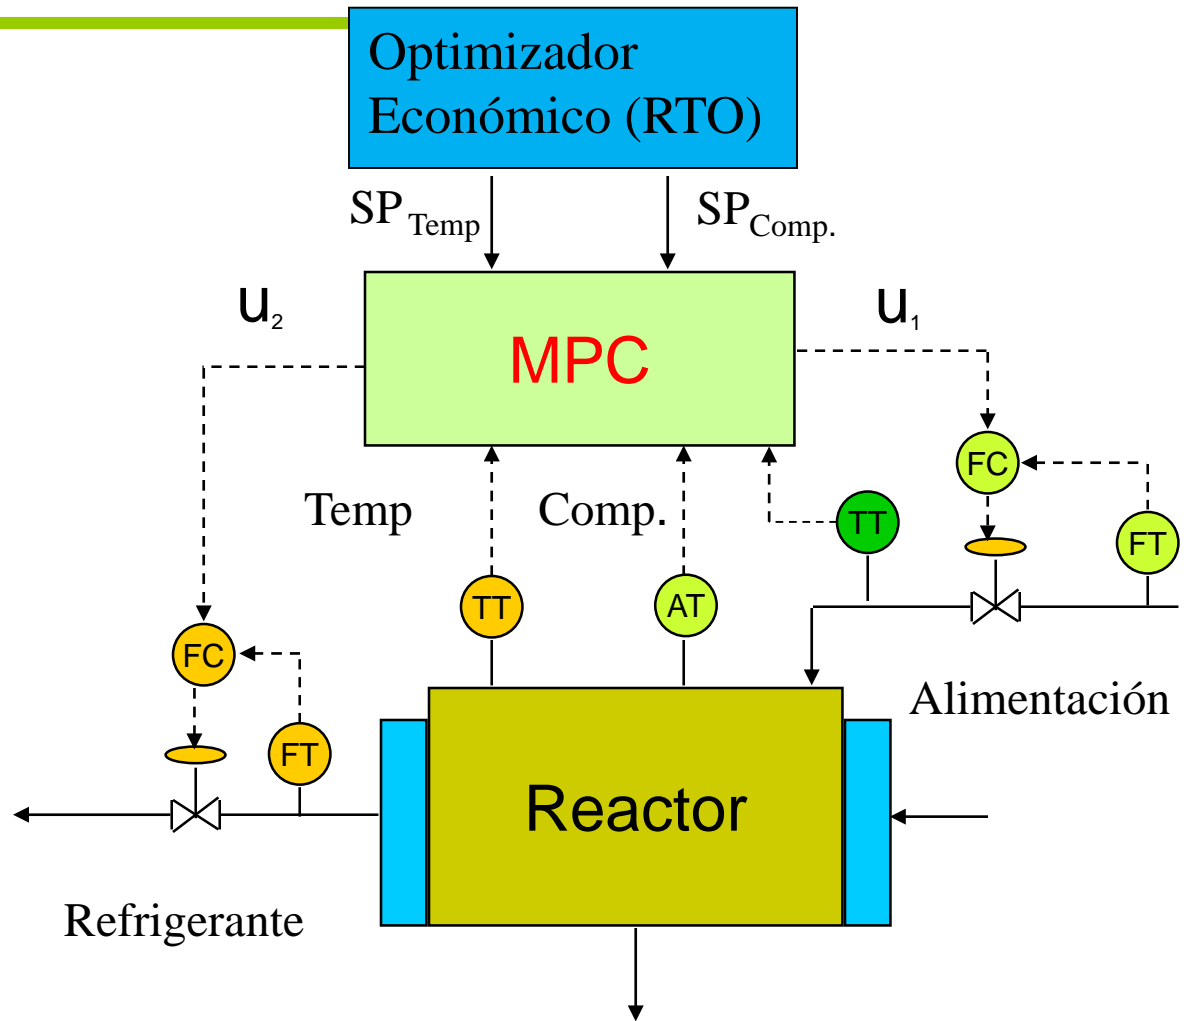 Optimizador
Económico (RTO)
SP Temp
SP Comp.
u2
u1
MPC
FC
Temp
Comp.
TT
FT
TT
AT
FC
Alimentación
FT
Reactor
Refrigerante